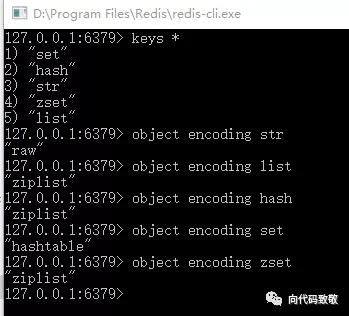 D:\Program Files\Redis\redis-cli.exe
127.0.0.1:6379> keys *
1) "set"
2) "hash"
3) "str"
4) "zset"
5) "list"
127.0.0.1:6379> object encoding str
"raw"
127.0.0.1:6379> object encoding list
"ziplist"
127.0.0.1:6379> object encoding hash
"ziplist"
127.0.0.1:6379> object encoding set
"hashtable"
127.0.0.1:6379> object encoding zset
"ziplist"
127.0.0.1:6379>
向代码致敬